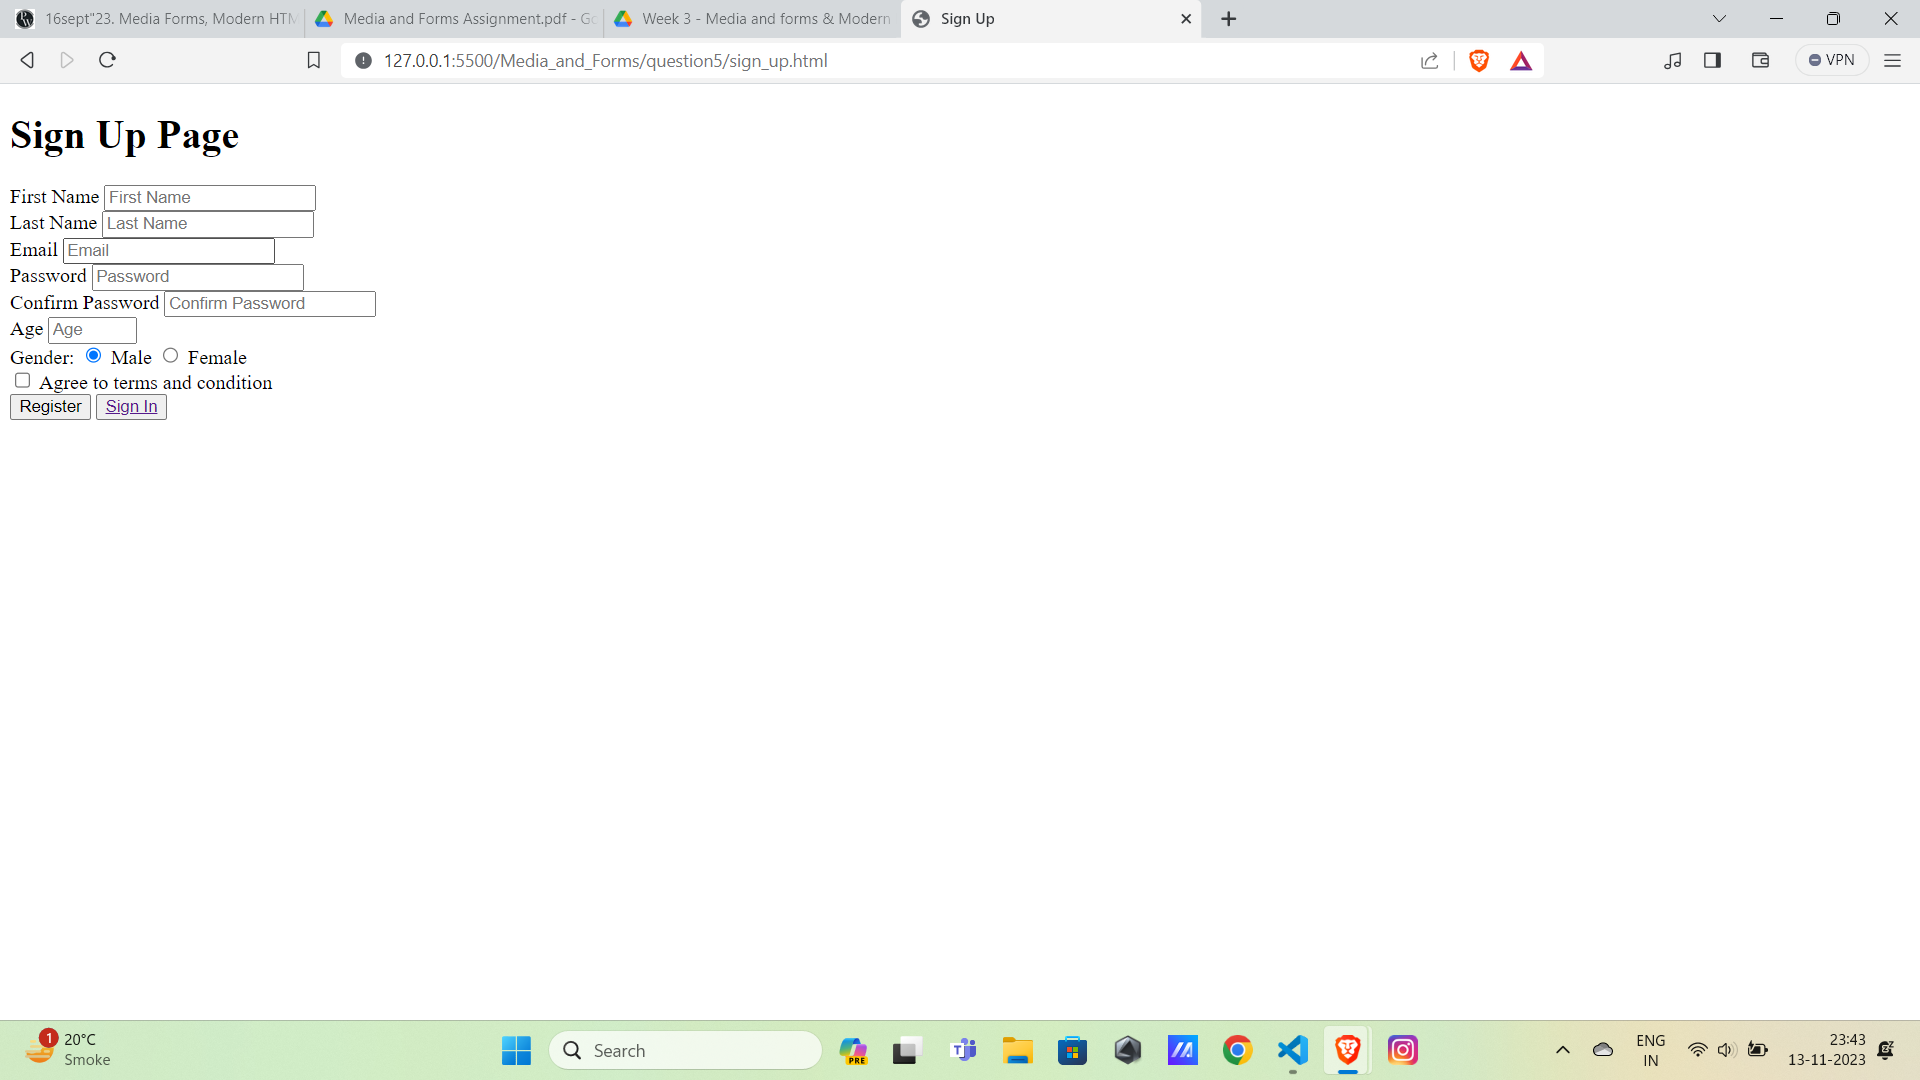 16sept"23. Media Forms, Modern HTM
Media and Forms Assignment.pdf - Go
Week 3 - Media and forms & Modern
Sign Up
127.0.0.1:5500/Media_and_Forms/question5/sign_up.html
VPN
Sign Up Page
First Name First Name
Last Name Last Name
Email Email
Password Password
Confirm Password Confirm Password
Age Age
Gender: Male Female
Agree to terms and condition
Register Sign In
1
20°C
Smoke
Search
PRE
ENG
IN
23:43
13-11-2023